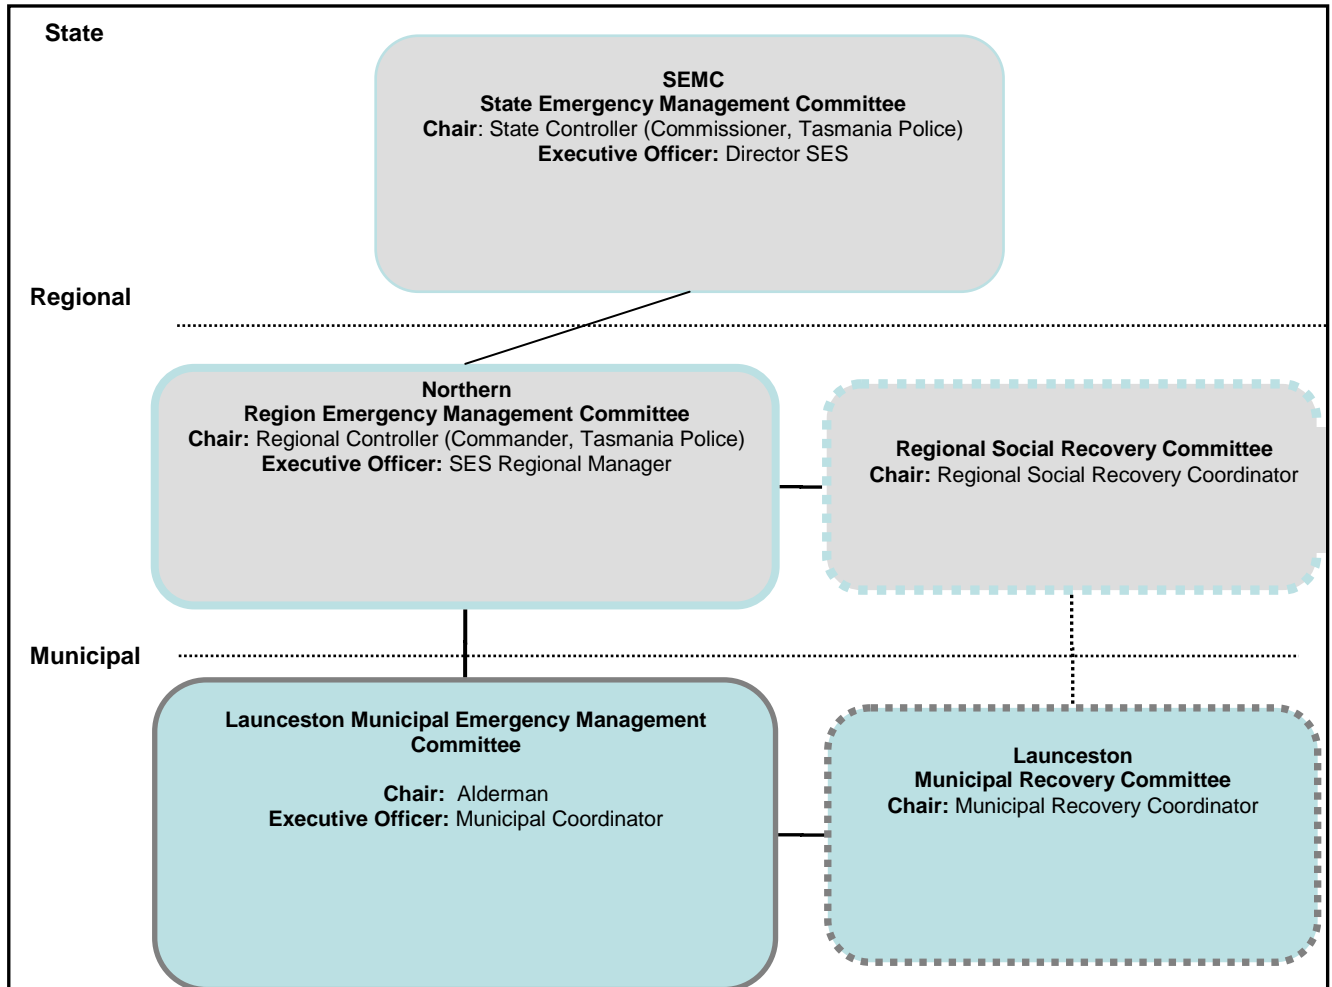 State
SEMC
State Emergency Management Committee
Chair: State Controller (Commissioner, Tasmania Police)
Executive Officer: Director SES
Regional
Northern
Region Emergency Management Committee
Chair: Regional Controller (Commander, Tasmania Police)
Executive Officer: SES Regional Manager
Regional Social Recovery Committee
Chair: Regional Social Recovery Coordinator
Municipal
Launceston Municipal Emergency Management
Committee
Chair: Alderman
Executive Officer: Municipal Coordinator
Launceston
Municipal Recovery Committee
Chair: Municipal Recovery Coordinator